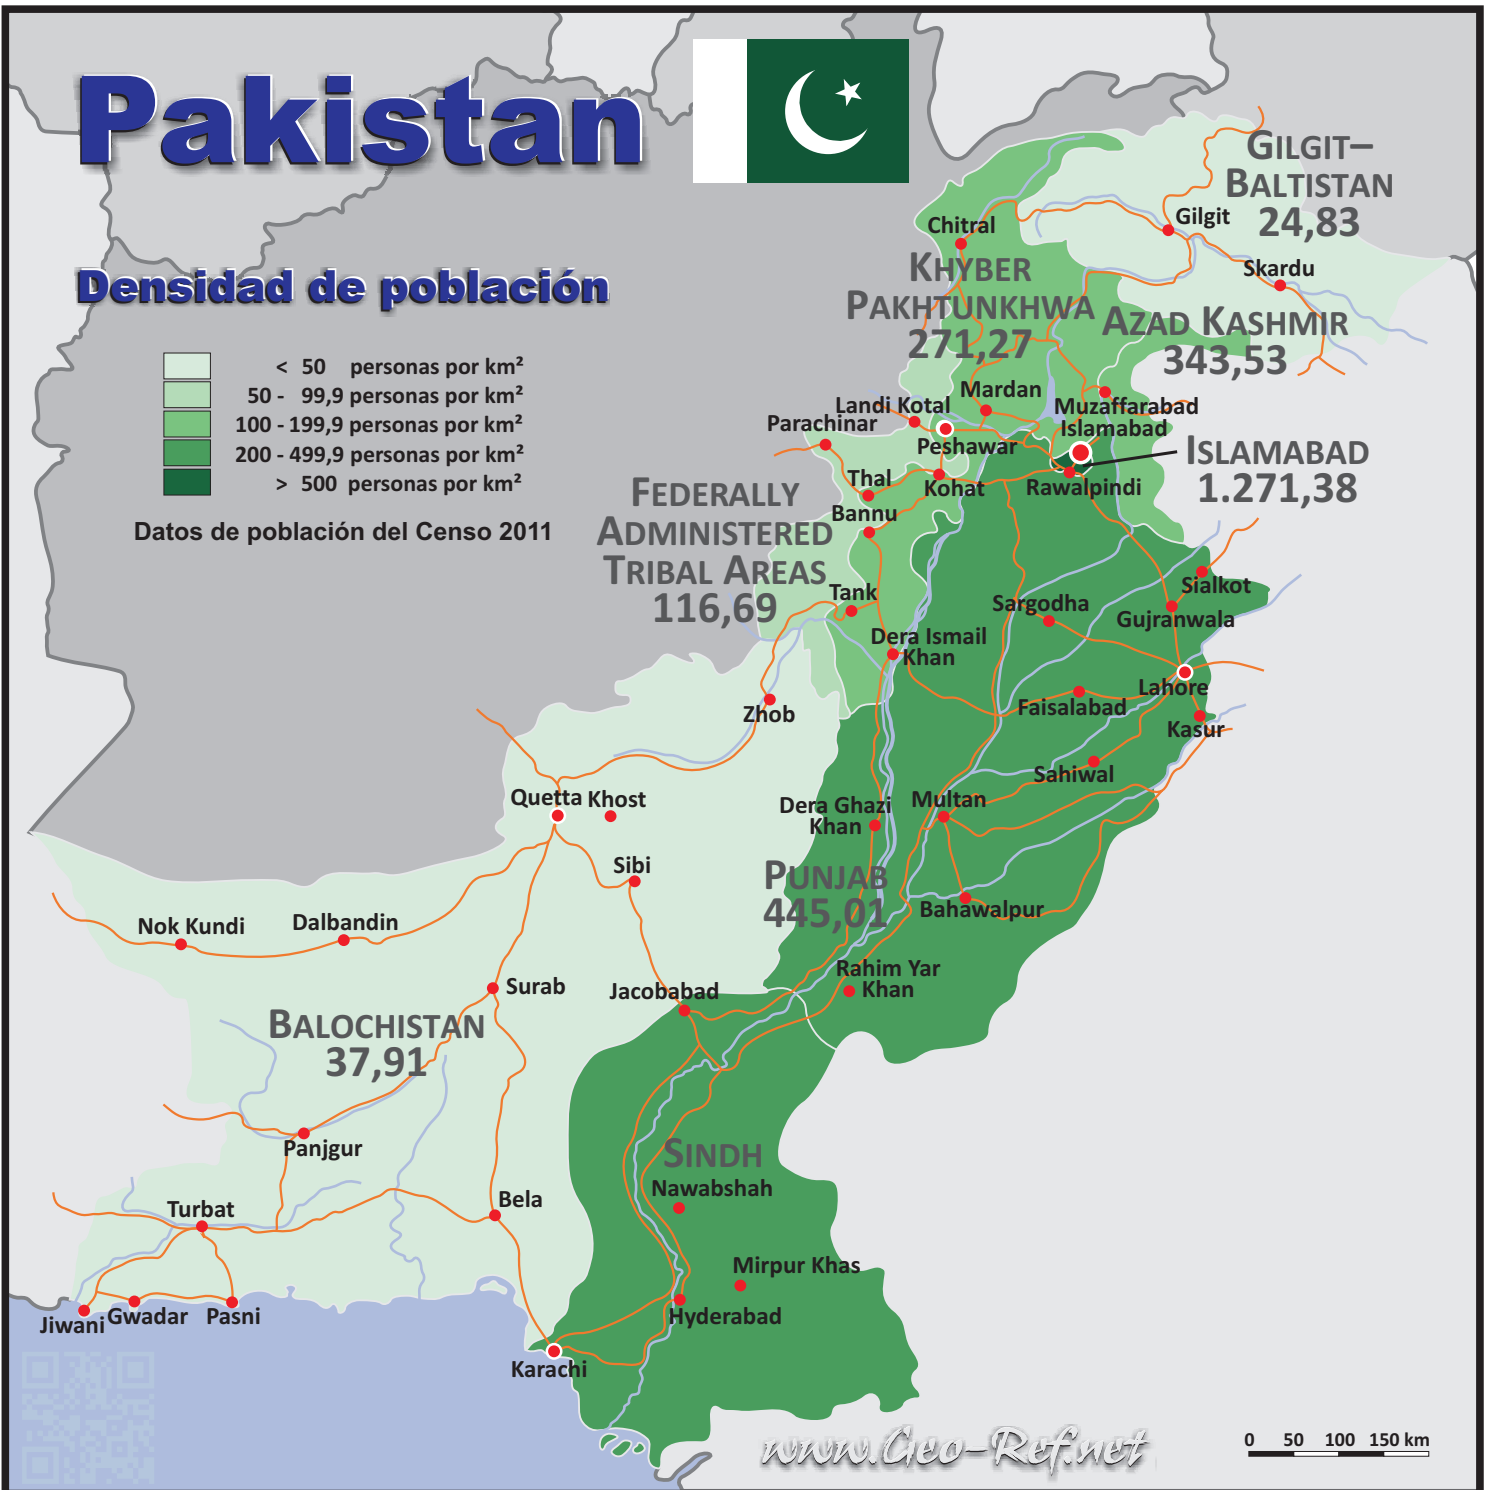 Pakistan
Densidad de población
< 50 personas por km²
50 - 99,9 personas por km²
100 - 199,9 personas por km²
200 - 499,9 personas por km²
> 500 personas por km²
Datos de población del Censo 2011
GILGIT–
BALTISTAN
24,83
Gilgit
Skardu
Chitral
KHYBER
PAKHTUNKHWA
271,27
AZAD KASHMIR
343,53
Mardan
Landi Kotal
Parachinar
Muzaffarabad
Islamabad
Peshawar
ISLAMABAD
1.271,38
Thal
Kohat
Rawalpindi
Bannu
FEDERALLY
ADMINISTERED
TRIBAL AREAS
116,69
Tank
Sialkot
Sargodha
Gujranwala
Dera Ismail
Khan
Lahore
Faisalabad
Kasur
Zhob
Sahiwal
Quetta
Khost
Dera Ghazi
Khan
Multan
Sibi
PUNJAB
445,01
Bahawalpur
Nok Kundi
Dalbandin
Rahim Yar
Khan
Surab
Jacobabad
BALOCHISTAN
37,91
Panjgur
SINDH
Nawabshah
Turbat
Bela
Mirpur Khas
Jiwani
Gwadar
Pasni
Hyderabad
Karachi
www.Geo-Ref.net
0 50 100 150 km